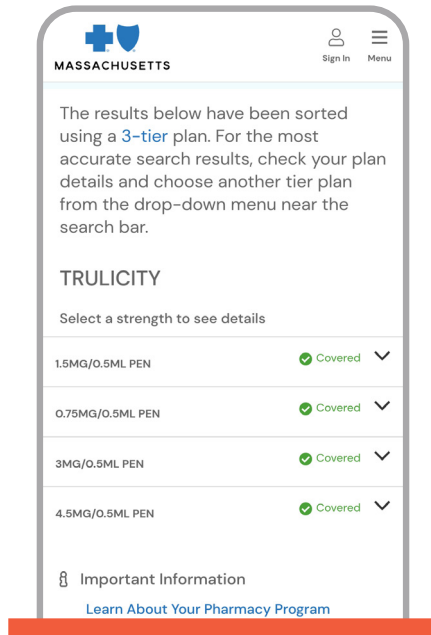 MASSACHUSETTS
Sign In
Menu
The results below have been sorted
using a 3-tier plan. For the most
accurate search results, check your plan
details and choose another tier plan
from the drop-down menu near the
search bar.
TRULICITY
Select a strength to see details
1.5MG/0.5ML PEN Covered
0.75MG/0.5ML PEN Covered
3MG/0.5ML PEN Covered
4.5MG/0.5ML PEN Covered
Important Information
Learn About Your Pharmacy Program